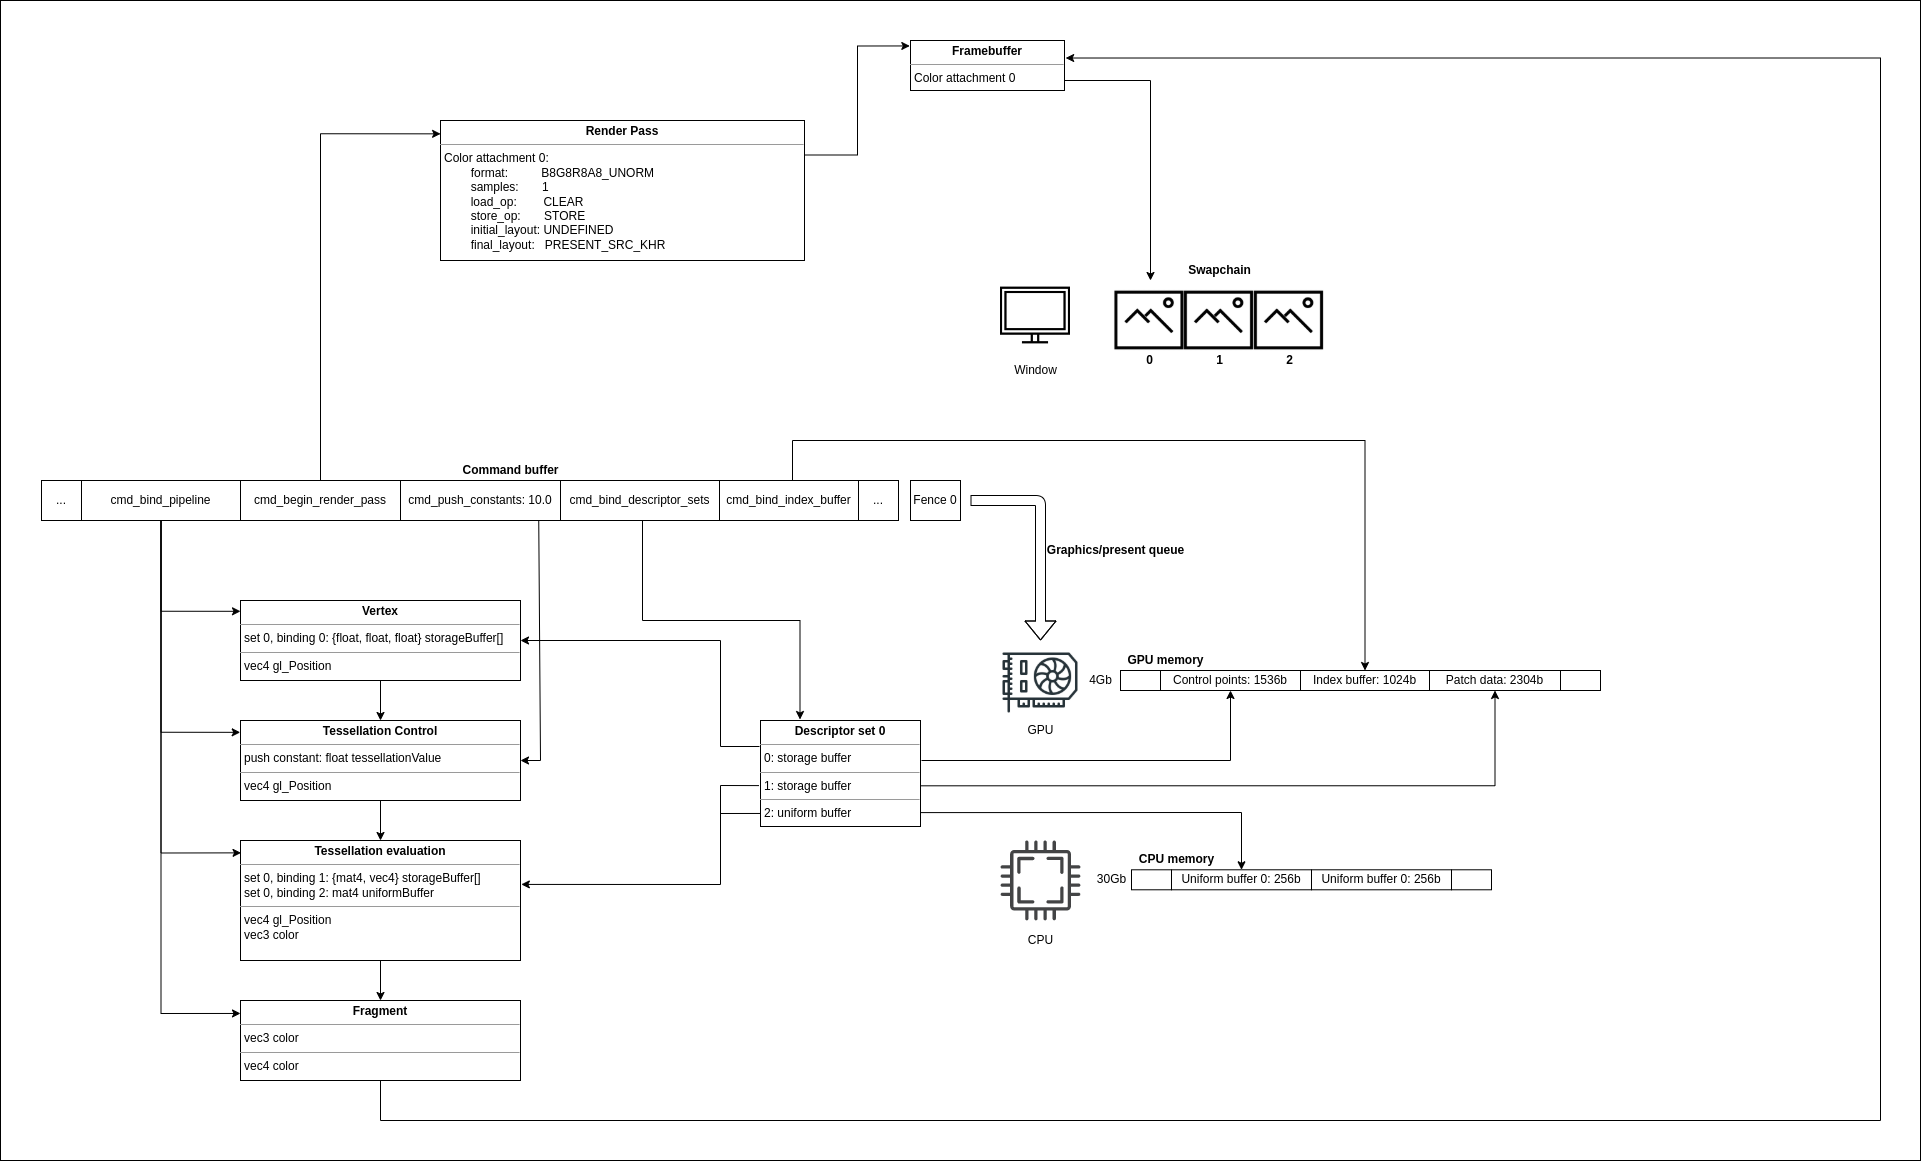 Framebuffer
Color attachment 0
Render Pass
Color attachment 0:
format: B8G8R8A8_UNORM
samples: 1
load_op: CLEAR
store_op: STORE
initial_layout: UNDEFINED
final_layout: PRESENT_SRC_KHR
Swapchain
0 1 2
Window
Command buffer
... cmd_bind_pipeline cmd_begin_render_pass cmd_push_constants: 10.0 cmd_bind_descriptor_sets cmd_bind_index_buffer ... Fence 0
Graphics/present queue
Vertex
set 0, binding 0: {float, float, float} storageBuffer[]
vec4 gl_Position
GPU memory
4Gb Control points: 1536b Index buffer: 1024b Patch data: 2304b
GPU
Tessellation Control
push constant: float tessellationValue
vec4 gl_Position
Descriptor set 0
0: storage buffer
1: storage buffer
2: uniform buffer
Tessellation evaluation
set 0, binding 1: {mat4, vec4} storageBuffer[]
set 0, binding 2: mat4 uniformBuffer
vec4 gl_Position
vec3 color
CPU memory
30Gb Uniform buffer 0: 256b Uniform buffer 0: 256b
CPU
Fragment
vec3 color
vec4 color